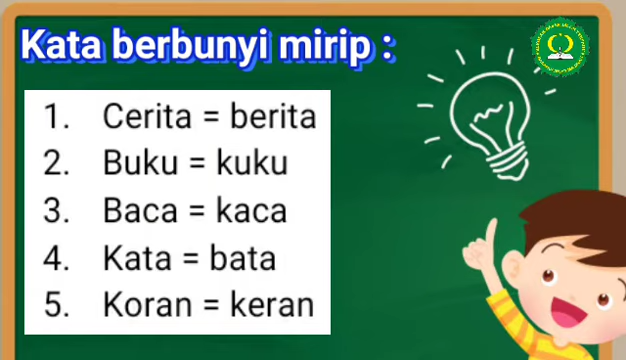 Kata berbunyi mirip :
1. Cerita = berita
2. Buku = kuku
3. Baca = kaca
4. Kata = bata
5. Koran = keran